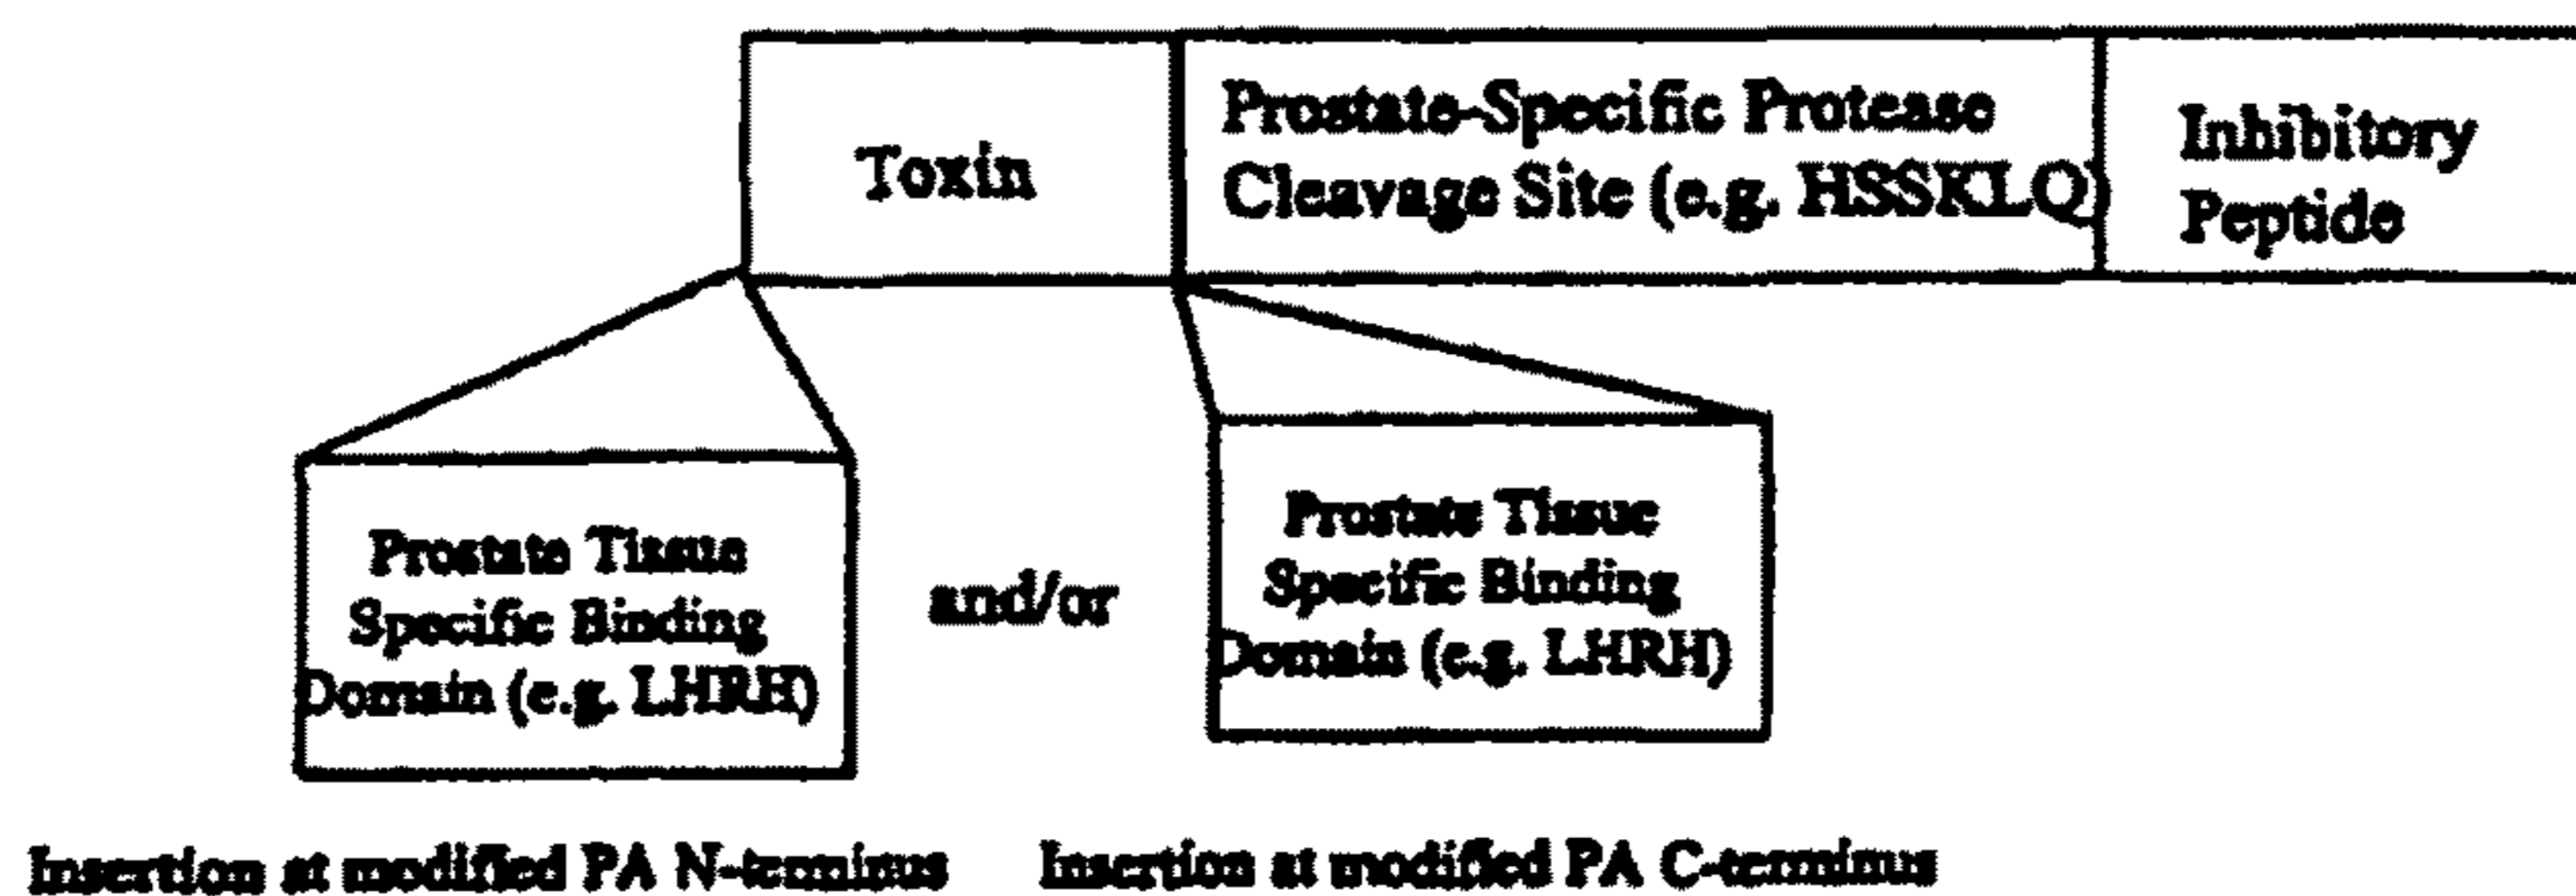 Toxin
Prostate-Specific Protease
Cleavage Site (e.g. HSSKLQ)
Inhibitory
Peptide
Prostate Tissue
Specific Binding
Domain (e.g. LHRH)
and/or
Prostate Tissue
Specific Binding
Domain (e.g. LHRH)
Insertion at modified PA N-terminus
Insertion at modified PA C-terminus